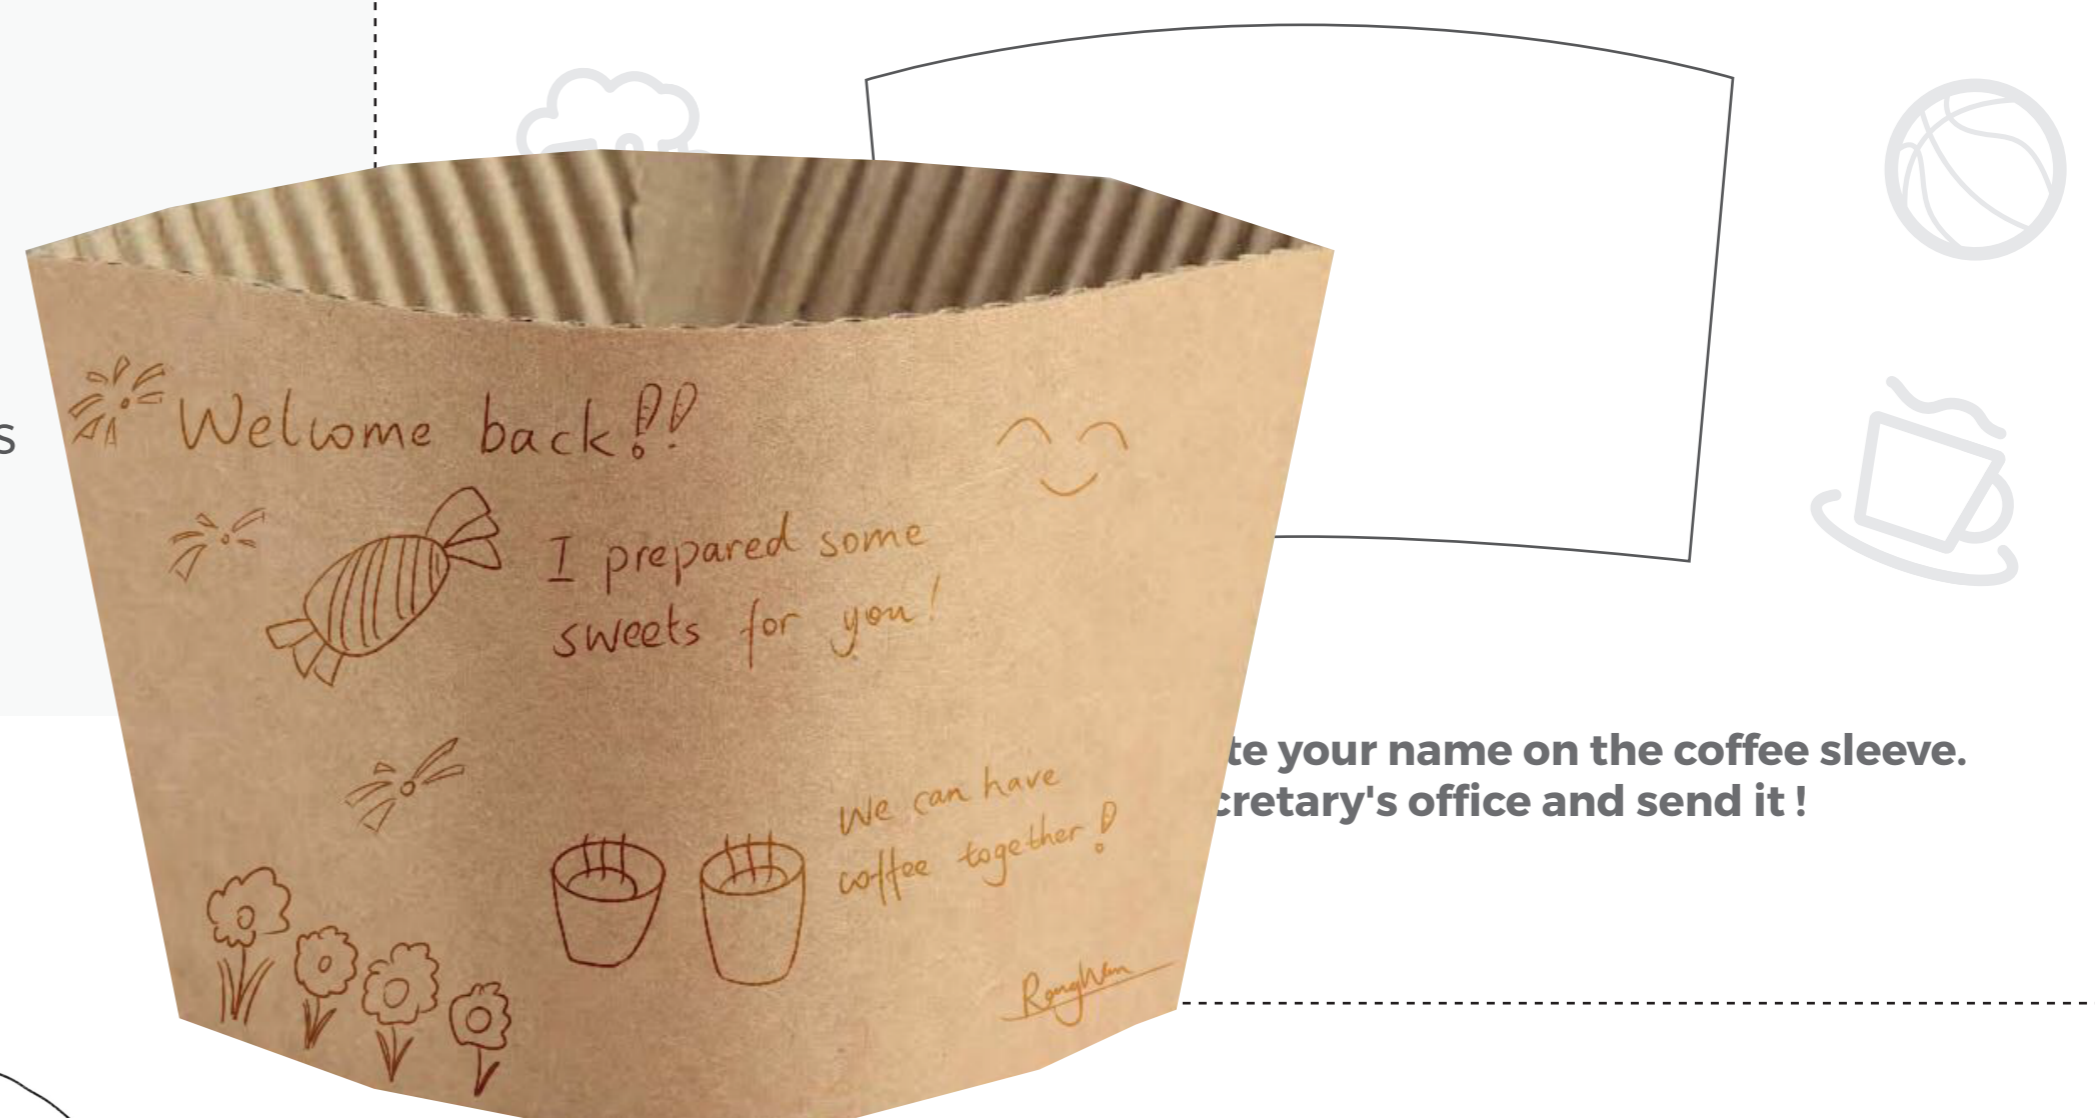 s
Welcome back!!
I prepared some
sweets for you!
We can have
coffee together!
RongWan
te your name on the coffee sleeve.
cretary's office and send it !